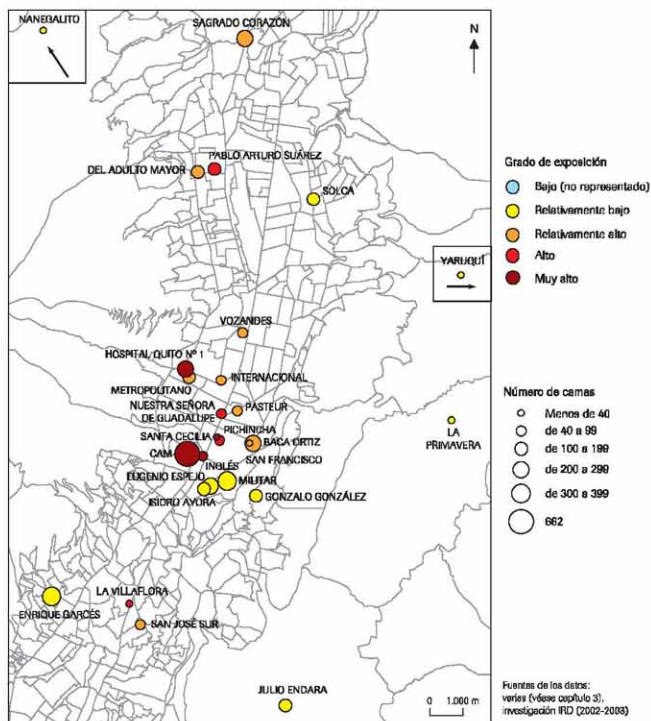 NANEGALITO
SAGRADO CORAZÓN
N
PABLO ARTURO SUÁREZ
DEL ADULTO MAYOR
SOLCA
Grado de exposición
Bajo (no representado)
Relativamente bajo
Relativamente alto
Alto
Muy alto
YARUQUÍ
VOZANDES
HOSPITAL QUITO Nº 1
METROPOLITANO
INTERNACIONAL
NUESTRA SEÑORA
DE GUADALUPE
PASTEUR
PICHINCHA
SANTA CECILIA
BACA ORTIZ
CAM
INGLÉS
SAN FRANCISCO
EUGENIO ESPEJO
MILITAR
ISIDRO AYORA
GONZALO GONZÁLEZ
LA
PRIMAVERA
Número de camas
Menos de 40
de 40 a 99
de 100 a 199
de 200 a 299
de 300 a 399
662
LA VILLAFLORA
ENRIQUE GARCÉS
SAN JOSÉ SUR
JULIO ENDARA
0 1.000 m
Fuentes de los datos:
varias (véase capítulo 3),
investigación IRD (2002-2003)